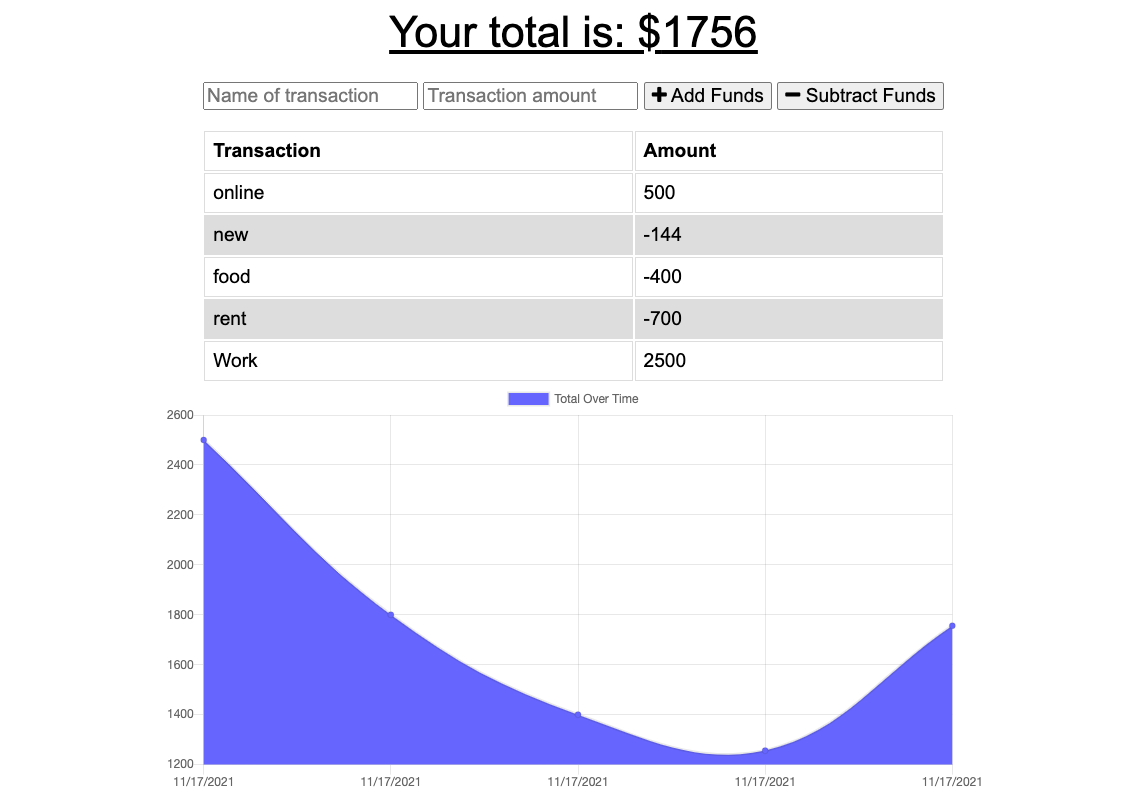 Your total is: $1756
Name of transaction Transaction amount Add Funds Subtract Funds
Transaction Amount
online 500
new -144
food -400
rent -700
Work 2500
Total Over Time
2600
2400
2200
2000
1800
1600
1400
1200
11/17/2021 11/17/2021 11/17/2021 11/17/2021 11/17/2021